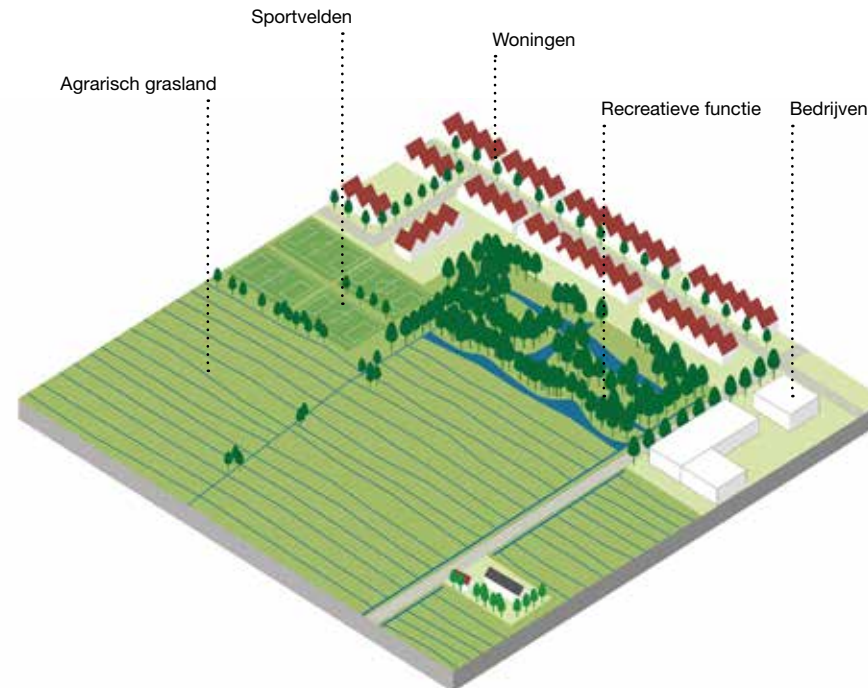 Sportvelden
Woningen
Agrarisch grasland
Recreatieve functie
Bedrijven